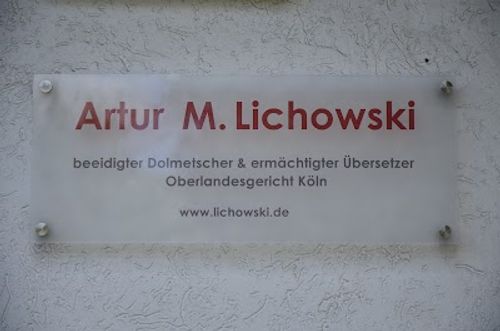 Artur M. Lichowski
beeidigter Dolmetscher & ermächtigter Übersetzer
Oberlandesgericht Köln
www.lichowski.de